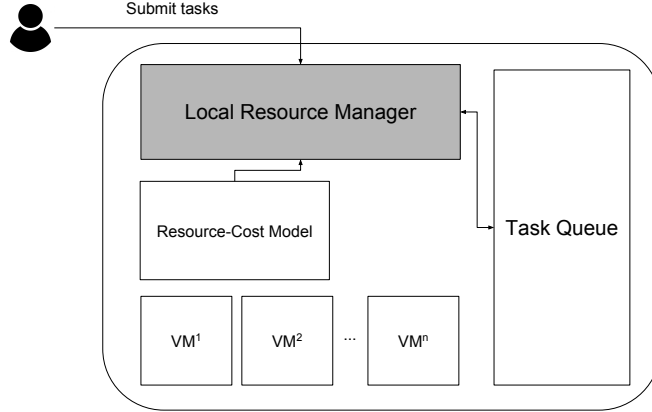 Submit tasks
Local Resource Manager
Resource-Cost Model
Task Queue
VM¹ VM² ... VMⁿ